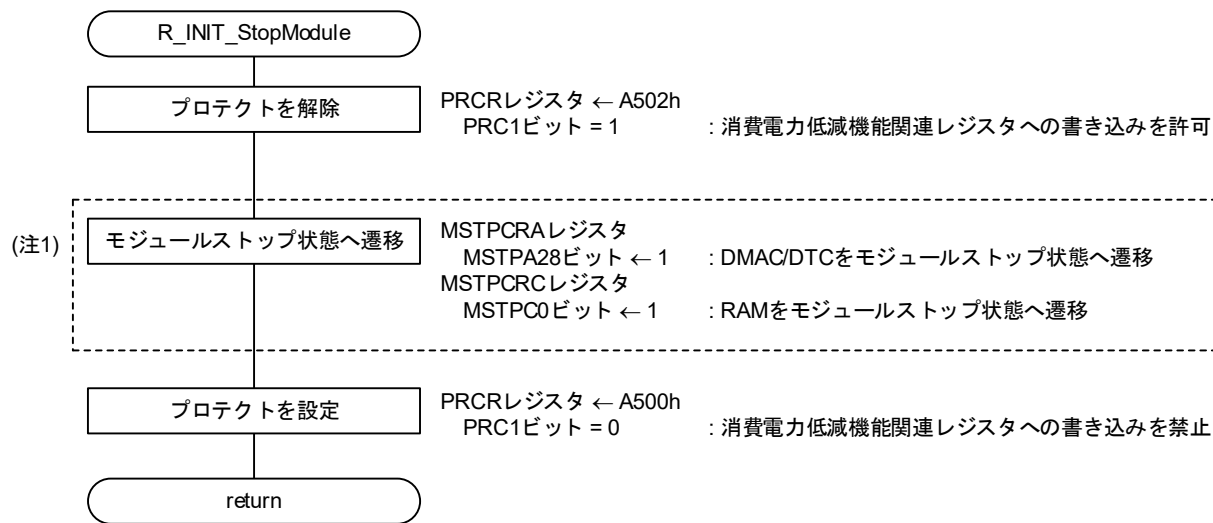 R_INIT_StopModule
プロテクトを解除
PRCRレジスタ ← A502h
PRC1ビット = 1 : 消費電力低減機能関連レジスタへの書き込みを許可
(注1)
モジュールストップ状態へ遷移
MSTPCRAレジスタ
MSTPA28ビット ← 1 : DMAC/DTCをモジュールストップ状態へ遷移
MSTPCRCレジスタ
MSTPC0ビット ← 1 : RAMをモジュールストップ状態へ遷移
プロテクトを設定
PRCRレジスタ ← A500h
PRC1ビット = 0 : 消費電力低減機能関連レジスタへの書き込みを禁止
return